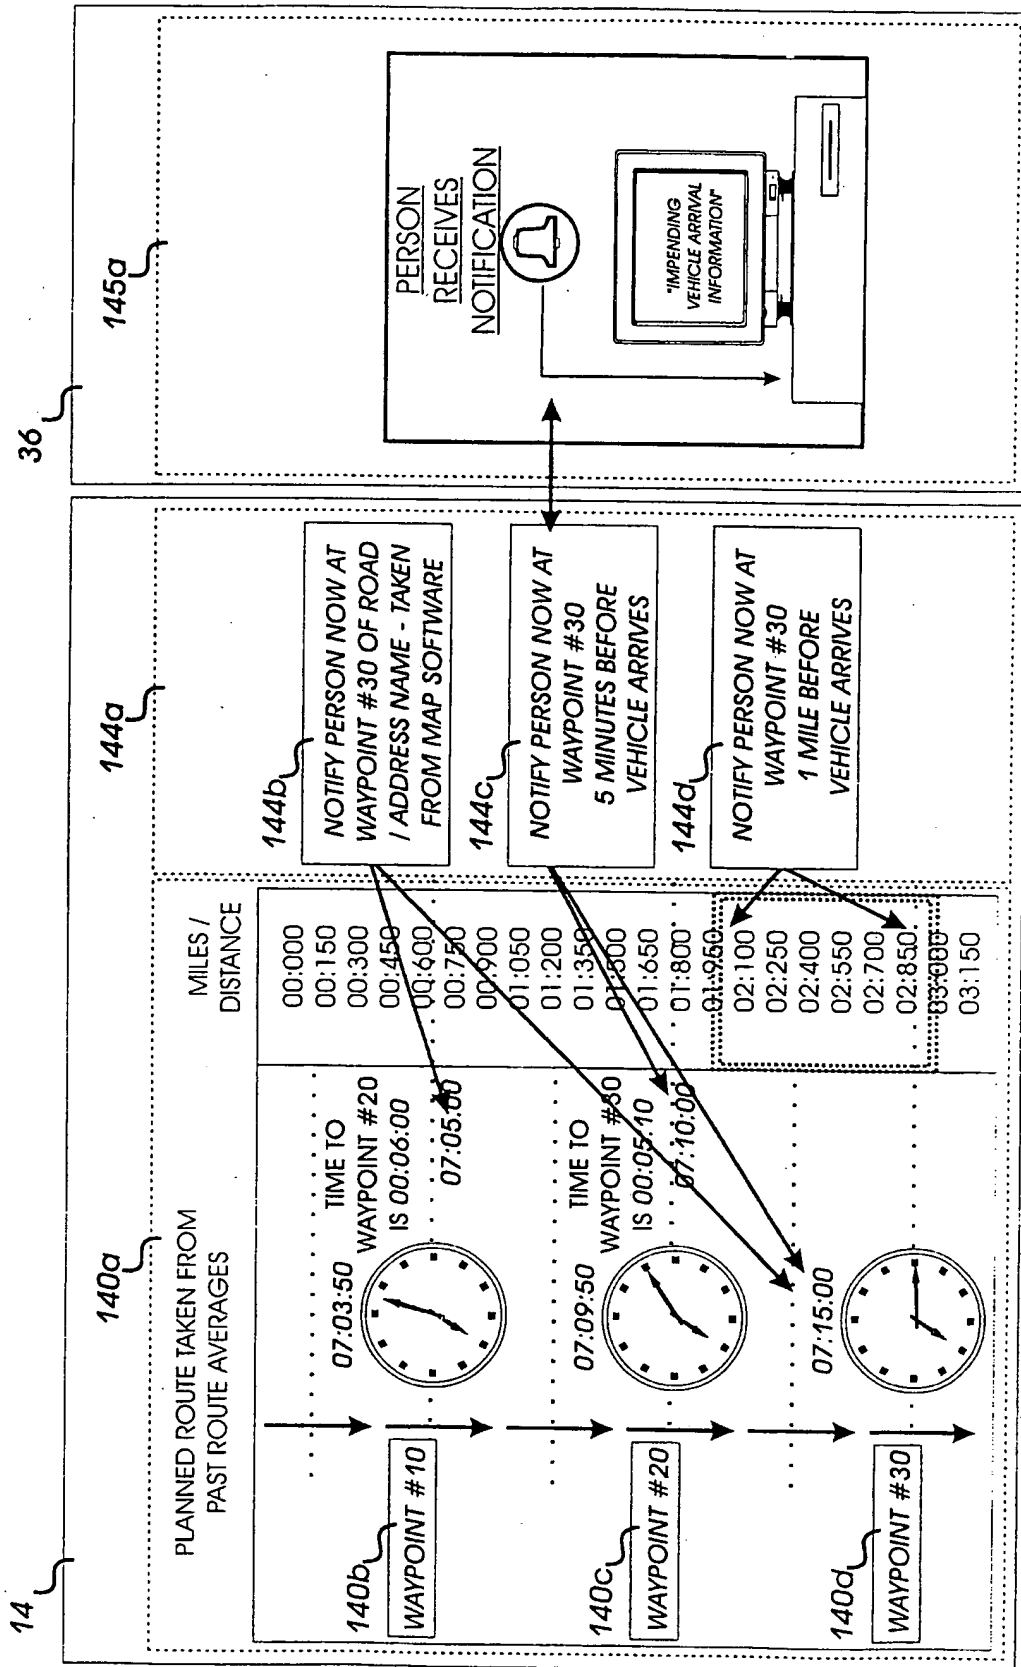 14
36
140a
144a
145a
PLANNED ROUTE TAKEN FROM
PAST ROUTE AVERAGES
MILES /
DISTANCE
140b
WAYPOINT #10
07:03:50
TIME TO
WAYPOINT #20
IS 00:06:00
07:05:00
140c
WAYPOINT #20
07:09:50
TIME TO
WAYPOINT #30
IS 00:05:10
07:10:00
140d
WAYPOINT #30
07:15:00
00:000
00:150
00:300
00:450
00:600
00:750
00:900
01:050
01:200
01:350
01:500
01:650
01:800
01:950
02:100
02:250
02:400
02:550
02:700
02:850
03:000
03:150
144b
NOTIFY PERSON NOW AT
WAYPOINT #30 OF ROAD
/ ADDRESS NAME - TAKEN
FROM MAP SOFTWARE
144c
NOTIFY PERSON NOW AT
WAYPOINT #30
5 MINUTES BEFORE
VEHICLE ARRIVES
144d
NOTIFY PERSON NOW AT
WAYPOINT #30
1 MILE BEFORE
VEHICLE ARRIVES
PERSON
RECEIVES
NOTIFICATION
"IMPENDING
VEHICLE ARRIVAL
INFORMATION"